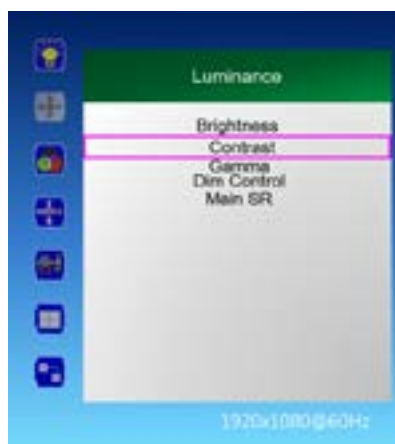 Luminance
Brightness
Contrast
Gamma
Dim Control
Main SR
1920x1080@60Hz